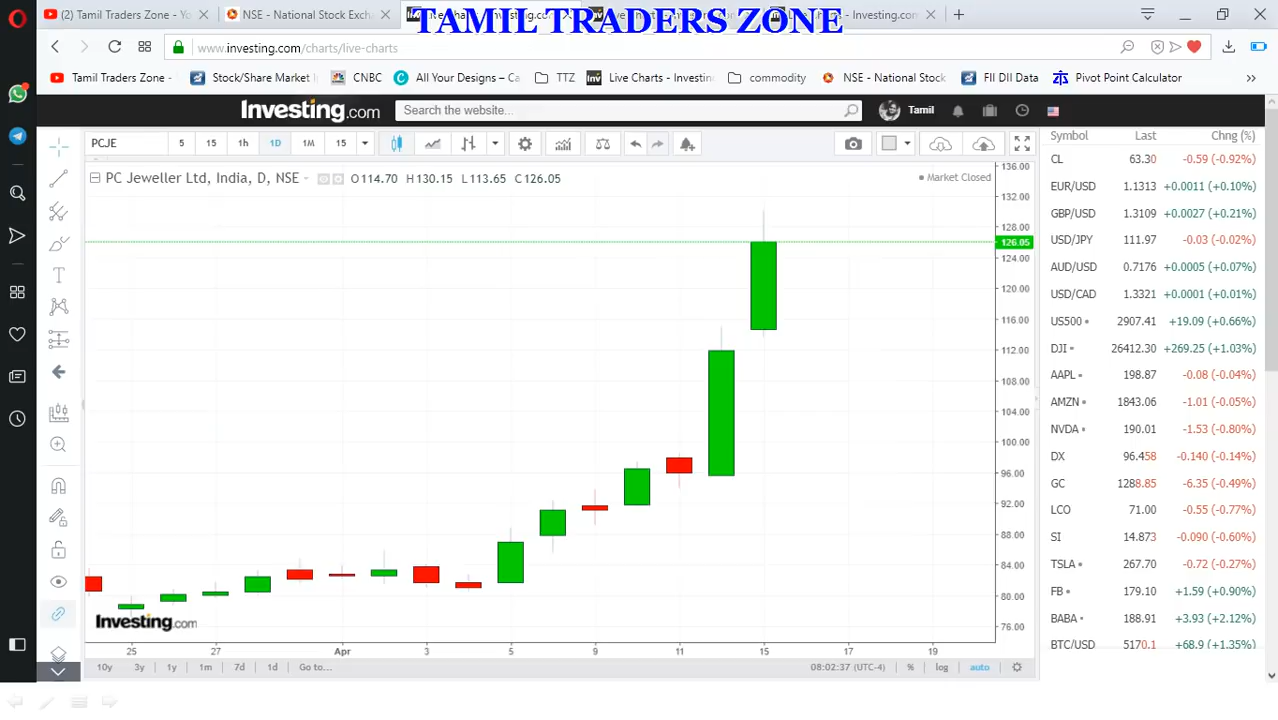 (2) Tamil Traders Zone - Yo
NSE - National Stock Exchan
Investing.com
TAMIL TRADERS ZONE
www.investing.com/charts/live-charts
Tamil Traders Zone -
Stock/Share Market
CNBC
All Your Designs – Ca
TTZ
Live Charts - Investin
commodity
NSE - National Stock
FII DII Data
Pivot Point Calculator
Investing.com
Search the website...
Tamil
PCJE
5 15 1h 1D 1M 15
PC Jeweller Ltd, India, D, NSE
O 114.70 H 130.15 L 113.65 C 126.05
Market Closed
136.00
132.00
128.00
126.05
124.00
120.00
116.00
112.00
108.00
104.00
100.00
96.00
92.00
88.00
84.00
80.00
76.00
Investing.com
25 27 Apr 3 5 9 11 15 17 19
10y 3y 1y 1m 7d 1d Go to...
08:02:37 (UTC-4) % log auto
Symbol Last Chng (%)
CL 63.30 -0.59 (-0.92%)
EUR/USD 1.1313 +0.0011 (+0.10%)
GBP/USD 1.3109 +0.0027 (+0.21%)
USD/JPY 111.97 -0.03 (-0.02%)
AUD/USD 0.7176 +0.0005 (+0.07%)
USD/CAD 1.3321 +0.0001 (+0.01%)
US500 2907.41 +19.09 (+0.66%)
DJI 26412.30 +269.25 (+1.03%)
AAPL 198.87 -0.08 (-0.04%)
AMZN 1843.06 -1.01 (-0.05%)
NVDA 190.01 -1.53 (-0.80%)
DX 96.458 -0.140 (-0.14%)
GC 1288.85 -6.35 (-0.49%)
LCO 71.00 -0.55 (-0.77%)
SI 14.873 -0.090 (-0.60%)
TSLA 267.70 -0.72 (-0.27%)
FB 179.10 +1.59 (+0.90%)
BABA 188.91 +3.93 (+2.12%)
BTC/USD 5170.1 +68.9 (+1.35%)